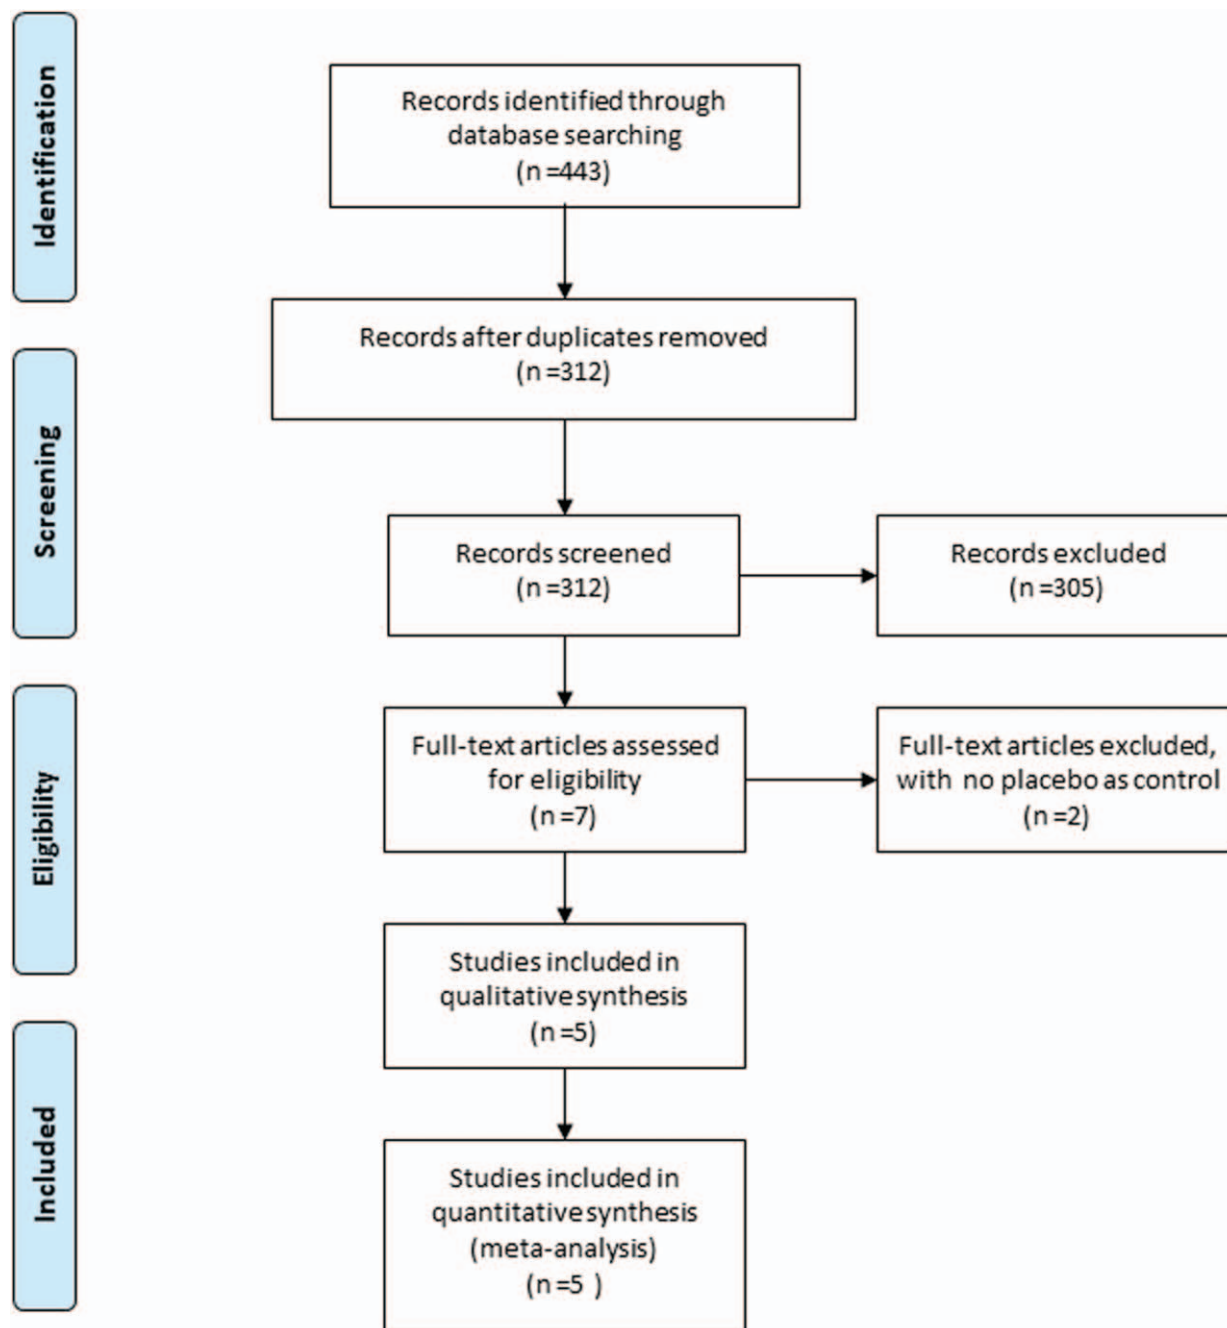 Identification
Records identified through
database searching
(n =443)
Records after duplicates removed
(n =312)
Screening
Records screened
(n =312)
Records excluded
(n =305)
Eligibility
Full-text articles assessed
for eligibility
(n =7)
Full-text articles excluded,
with no placebo as control
(n =2)
Studies included in
qualitative synthesis
(n =5)
Included
Studies included in
quantitative synthesis
(meta-analysis)
(n =5 )